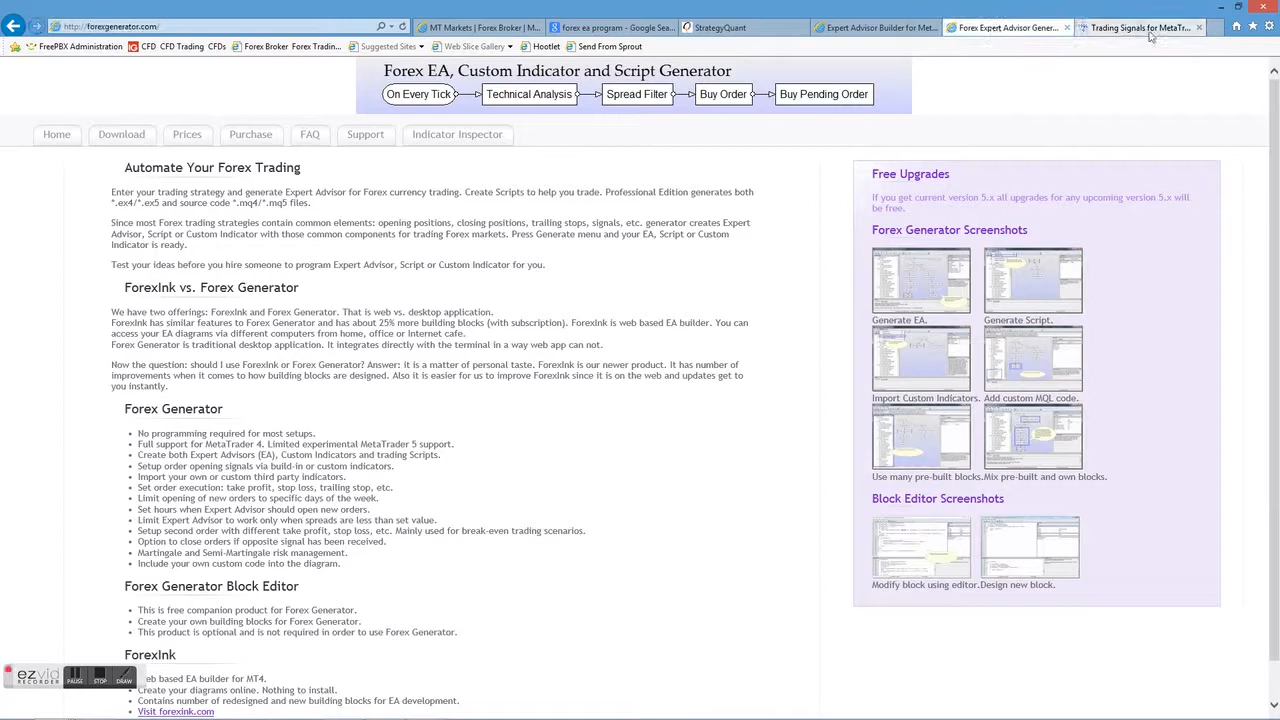 http://forexgenerator.com/
MT Markets | Forex Broker | M...
forex ea program - Google Sea...
StrategyQuant
Expert Advisor Builder for Met...
Forex Expert Advisor Gener...
Trading Signals for MetaTr...
FreePBX Administration
CFD CFD Trading CFDs
Forex Broker Forex Tradin...
Suggested Sites
Web Slice Gallery
Hootlet
Send From Sprout
Forex EA, Custom Indicator and Script Generator
On Every Tick
Technical Analysis
Spread Filter
Buy Order
Buy Pending Order
Home
Download
Prices
Purchase
FAQ
Support
Indicator Inspector
Automate Your Forex Trading
Enter your trading strategy and generate Expert Advisor for Forex currency trading. Create Scripts to help you trade. Professional Edition generates both
*.ex4/*.ex5 and source code *.mq4/*.mq5 files.
Since most Forex trading strategies contain common elements: opening positions, closing positions, trailing stops, signals, etc. generator creates Expert
Advisor, Script or Custom Indicator with those common components for trading Forex markets. Press Generate menu and your EA, Script or Custom
Indicator is ready.
Test your ideas before you hire someone to program Expert Advisor, Script or Custom Indicator for you.
ForexInk vs. Forex Generator
We have two offerings: ForexInk and Forex Generator. That is web vs. desktop application.
ForexInk has similar features to Forex Generator and has about 25% more building blocks (with subscription). ForexInk is web based EA builder. You can
access your EA diagrams via different computers from home, office or Internet cafe.
Forex Generator is traditional desktop application. It integrates directly with the terminal in a way web app can not.
Now the question: should I use ForexInk or Forex Generator? Answer: it is a matter of personal taste. ForexInk is our newer product. It has number of
improvements when it comes to how building blocks are designed. Also it is easier for us to improve ForexInk since it is on the web and updates get to
you instantly.
Forex Generator
• No programming required for most setups.
• Full support for MetaTrader 4. Limited experimental MetaTrader 5 support.
• Create both Expert Advisors (EA), Custom Indicators and trading Scripts.
• Setup order opening signals via build-in or custom indicators.
• Import your own or custom third party indicators.
• Set order execution: take profit, stop loss, trailing stop, etc.
• Limit opening of new orders to specific days of the week.
• Set hours when Expert Advisor should open new orders.
• Limit Expert Advisor to work only when spreads are less than set value.
• Setup second order with different take profit, stop loss, etc. Mainly used for break-even trading scenarios.
• Option to close orders if opposite signal has been received.
• Martingale and Semi-Martingale risk management.
• Include your own custom code into the diagram.
Forex Generator Block Editor
• This is free companion product for Forex Generator.
• Create your own building blocks for Forex Generator.
• This product is optional and is not required in order to use Forex Generator.
ForexInk
eb based EA builder for MT4.
Create your diagrams online. Nothing to install.
• Contains number of redesigned and new building blocks for EA development.
• Visit forexink.com
Free Upgrades
If you get current version 5.x all upgrades for any upcoming version 5.x will
be free.
Forex Generator Screenshots
Generate EA.
Generate Script.
Import Custom Indicators.
Add custom MQL code.
Use many pre-built blocks.
Mix pre-built and own blocks.
Block Editor Screenshots
Modify block using editor.
Design new block.
ezvid
RECORDER
PAUSE
STOP
DRAW